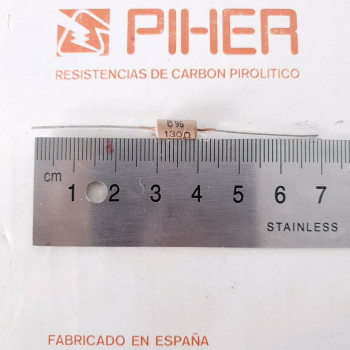 PIHER
RESISTENCIAS DE CARBON PIROLITICO
5%
130Ω
cm 1 2 3 4 5 6 7
STAINLESS
FABRICADO EN ESPAÑA